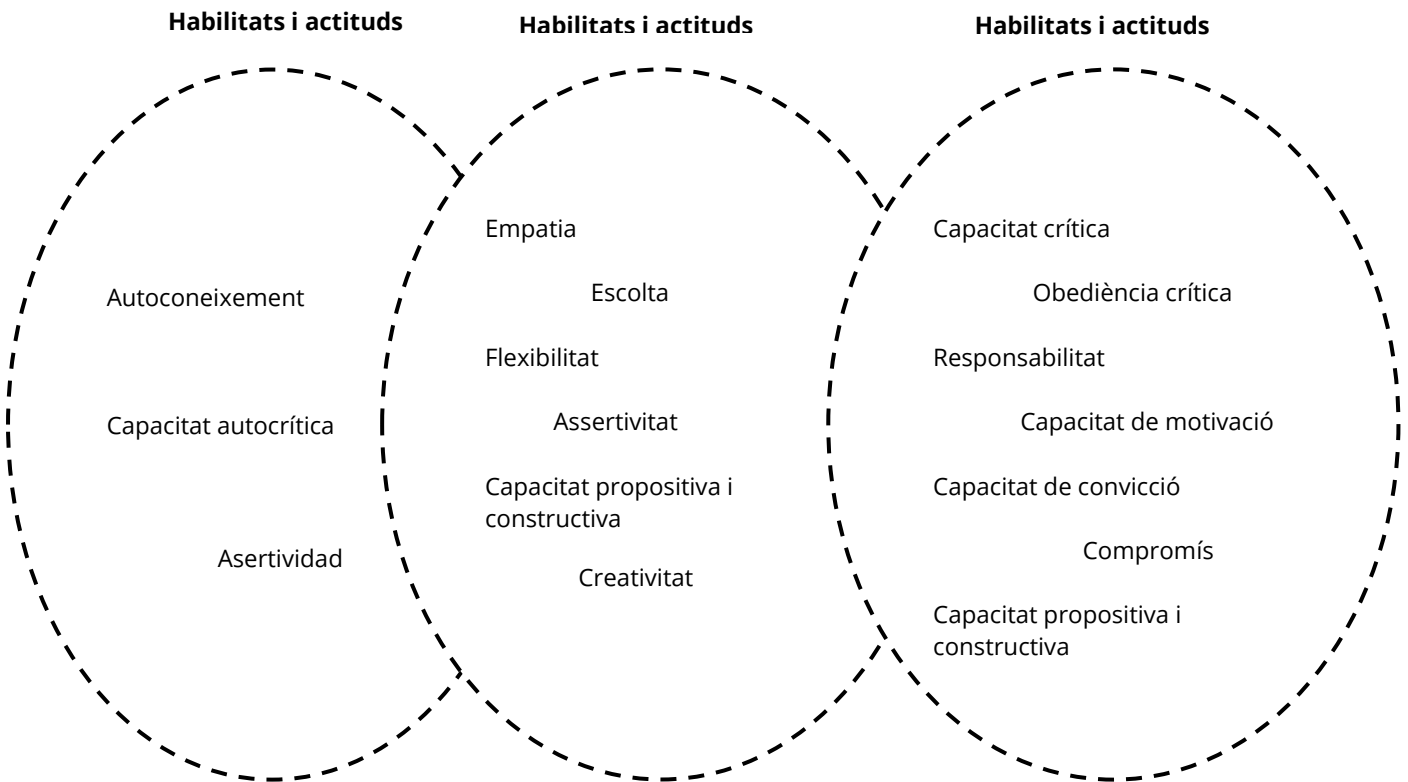 Habilitats i actituds
Autoconeixement
Capacitat autocrítica
Asertividad
Habilitats i actituds
Empatia
Escolta
Flexibilitat
Assertivitat
Capacitat propositiva i
constructiva
Creativitat
Habilitats i actituds
Capacitat crítica
Obediència crítica
Responsabilitat
Capacitat de motivació
Capacitat de convicció
Compromís
Capacitat propositiva i
constructiva